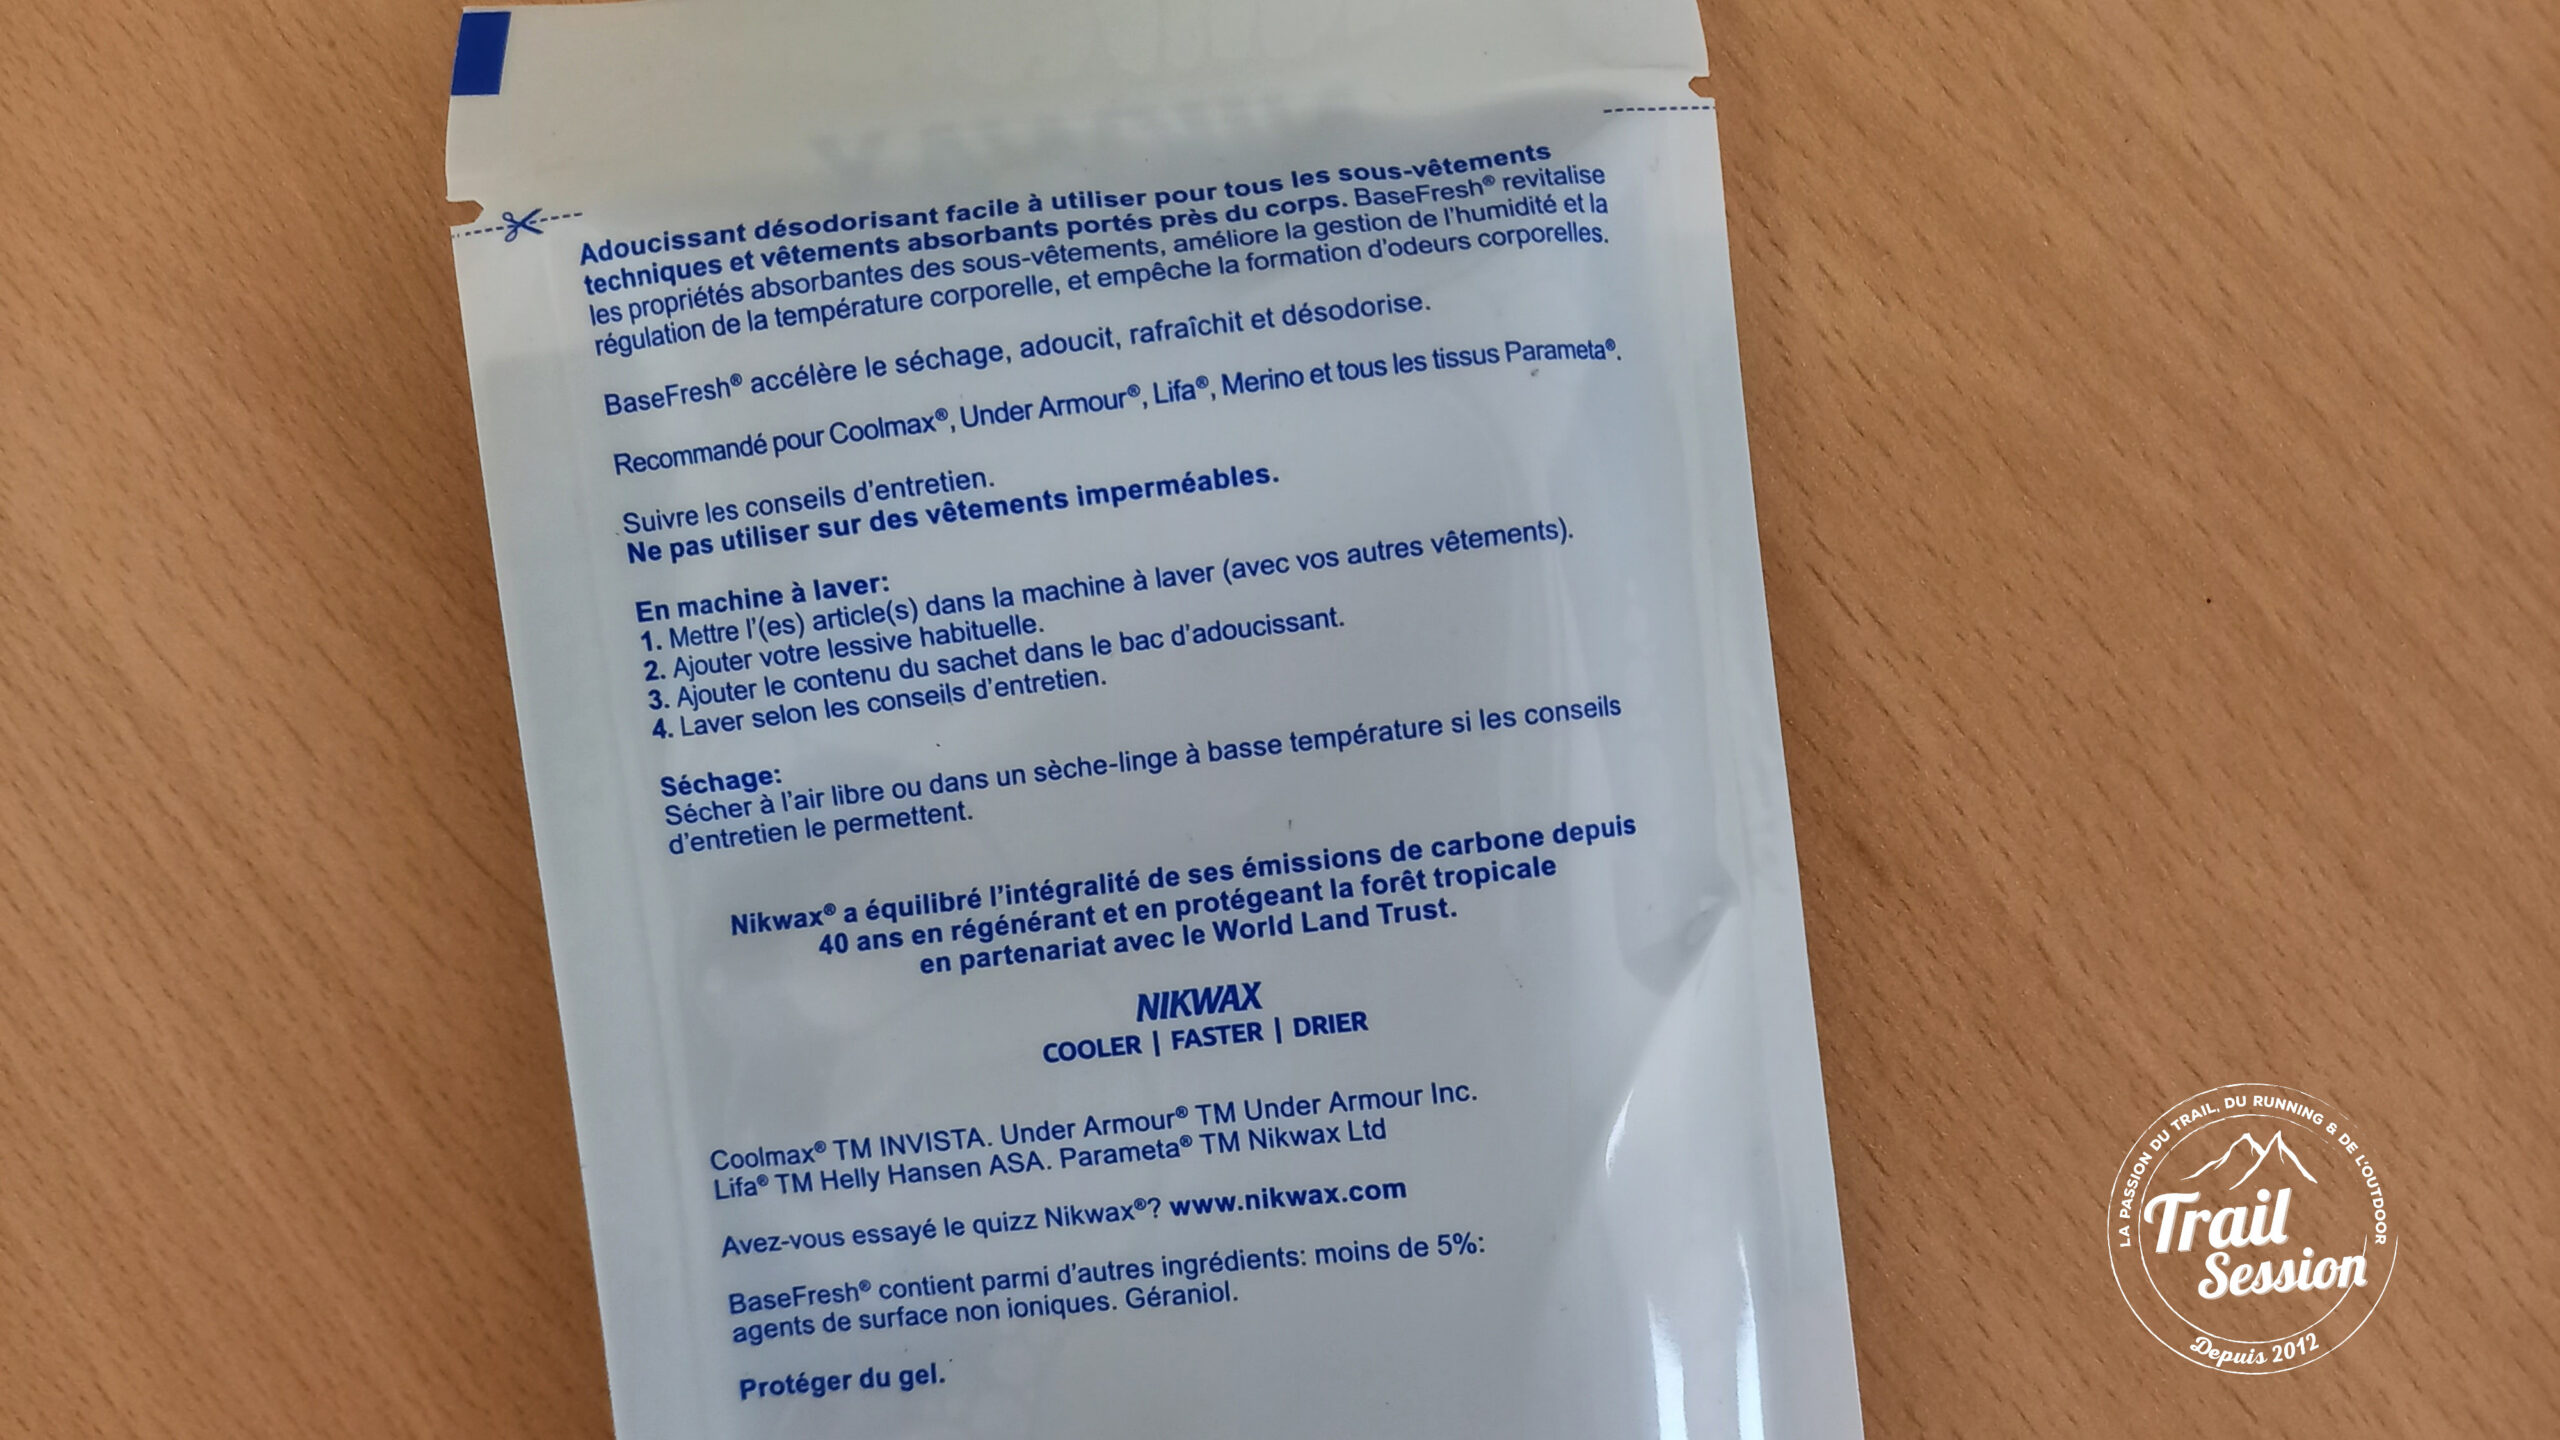 Adoucissant désodorisant facile à utiliser pour tous les sous-vêtements
techniques et vêtements absorbants portés près du corps. BaseFresh® revitalise
les propriétés absorbantes des sous-vêtements, améliore la gestion de l'humidité et la
régulation de la température corporelle, et empêche la formation d'odeurs corporelles.
BaseFresh® accélère le séchage, adoucit, rafraîchit et désodorise.
Recommandé pour Coolmax®, Under Armour®, Lifa®, Merino et tous les tissus Parameta®.
Suivre les conseils d'entretien.
Ne pas utiliser sur des vêtements imperméables.
En machine à laver:
1. Mettre l'(es) article(s) dans la machine à laver (avec vos autres vêtements).
2. Ajouter votre lessive habituelle.
3. Ajouter le contenu du sachet dans le bac d'adoucissant.
4. Laver selon les conseils d'entretien.
Séchage:
Sécher à l'air libre ou dans un sèche-linge à basse température si les conseils
d'entretien le permettent.
Nikwax® a équilibré l'intégralité de ses émissions de carbone depuis
40 ans en régénérant et en protégeant la forêt tropicale
en partenariat avec le World Land Trust.
NIKWAX
COOLER | FASTER | DRIER
Coolmax® TM INVISTA. Under Armour® TM Under Armour Inc.
Lifa® TM Helly Hansen ASA. Parameta® TM Nikwax Ltd
Avez-vous essayé le quizz Nikwax®? www.nikwax.com
BaseFresh® contient parmi d'autres ingrédients: moins de 5%:
agents de surface non ioniques. Géraniol.
Protéger du gel.
LA PASSION DU TRAIL, DU RUNNING & DE L'OUTDOOR
Trail
Session
Depuis 2012